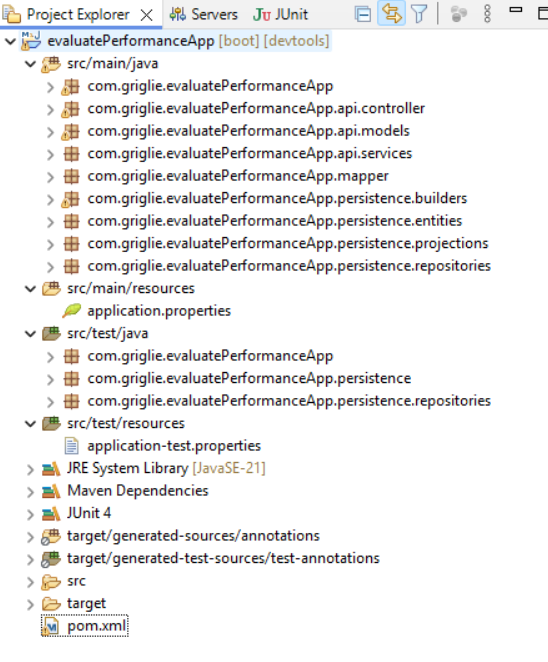 Project Explorer Servers JU JUnit
evaluatePerformanceApp [boot] [devtools]
src/main/java
com.griglie.evaluatePerformanceApp
com.griglie.evaluatePerformanceApp.api.controller
com.griglie.evaluatePerformanceApp.api.models
com.griglie.evaluatePerformanceApp.api.services
com.griglie.evaluatePerformanceApp.mapper
com.griglie.evaluatePerformanceApp.persistence.builders
com.griglie.evaluatePerformanceApp.persistence.entities
com.griglie.evaluatePerformanceApp.persistence.projections
com.griglie.evaluatePerformanceApp.persistence.repositories
src/main/resources
application.properties
src/test/java
com.griglie.evaluatePerformanceApp
com.griglie.evaluatePerformanceApp.persistence
com.griglie.evaluatePerformanceApp.persistence.repositories
src/test/resources
application-test.properties
JRE System Library [JavaSE-21]
Maven Dependencies
JUnit 4
target/generated-sources/annotations
target/generated-test-sources/test-annotations
src
target
pom.xml